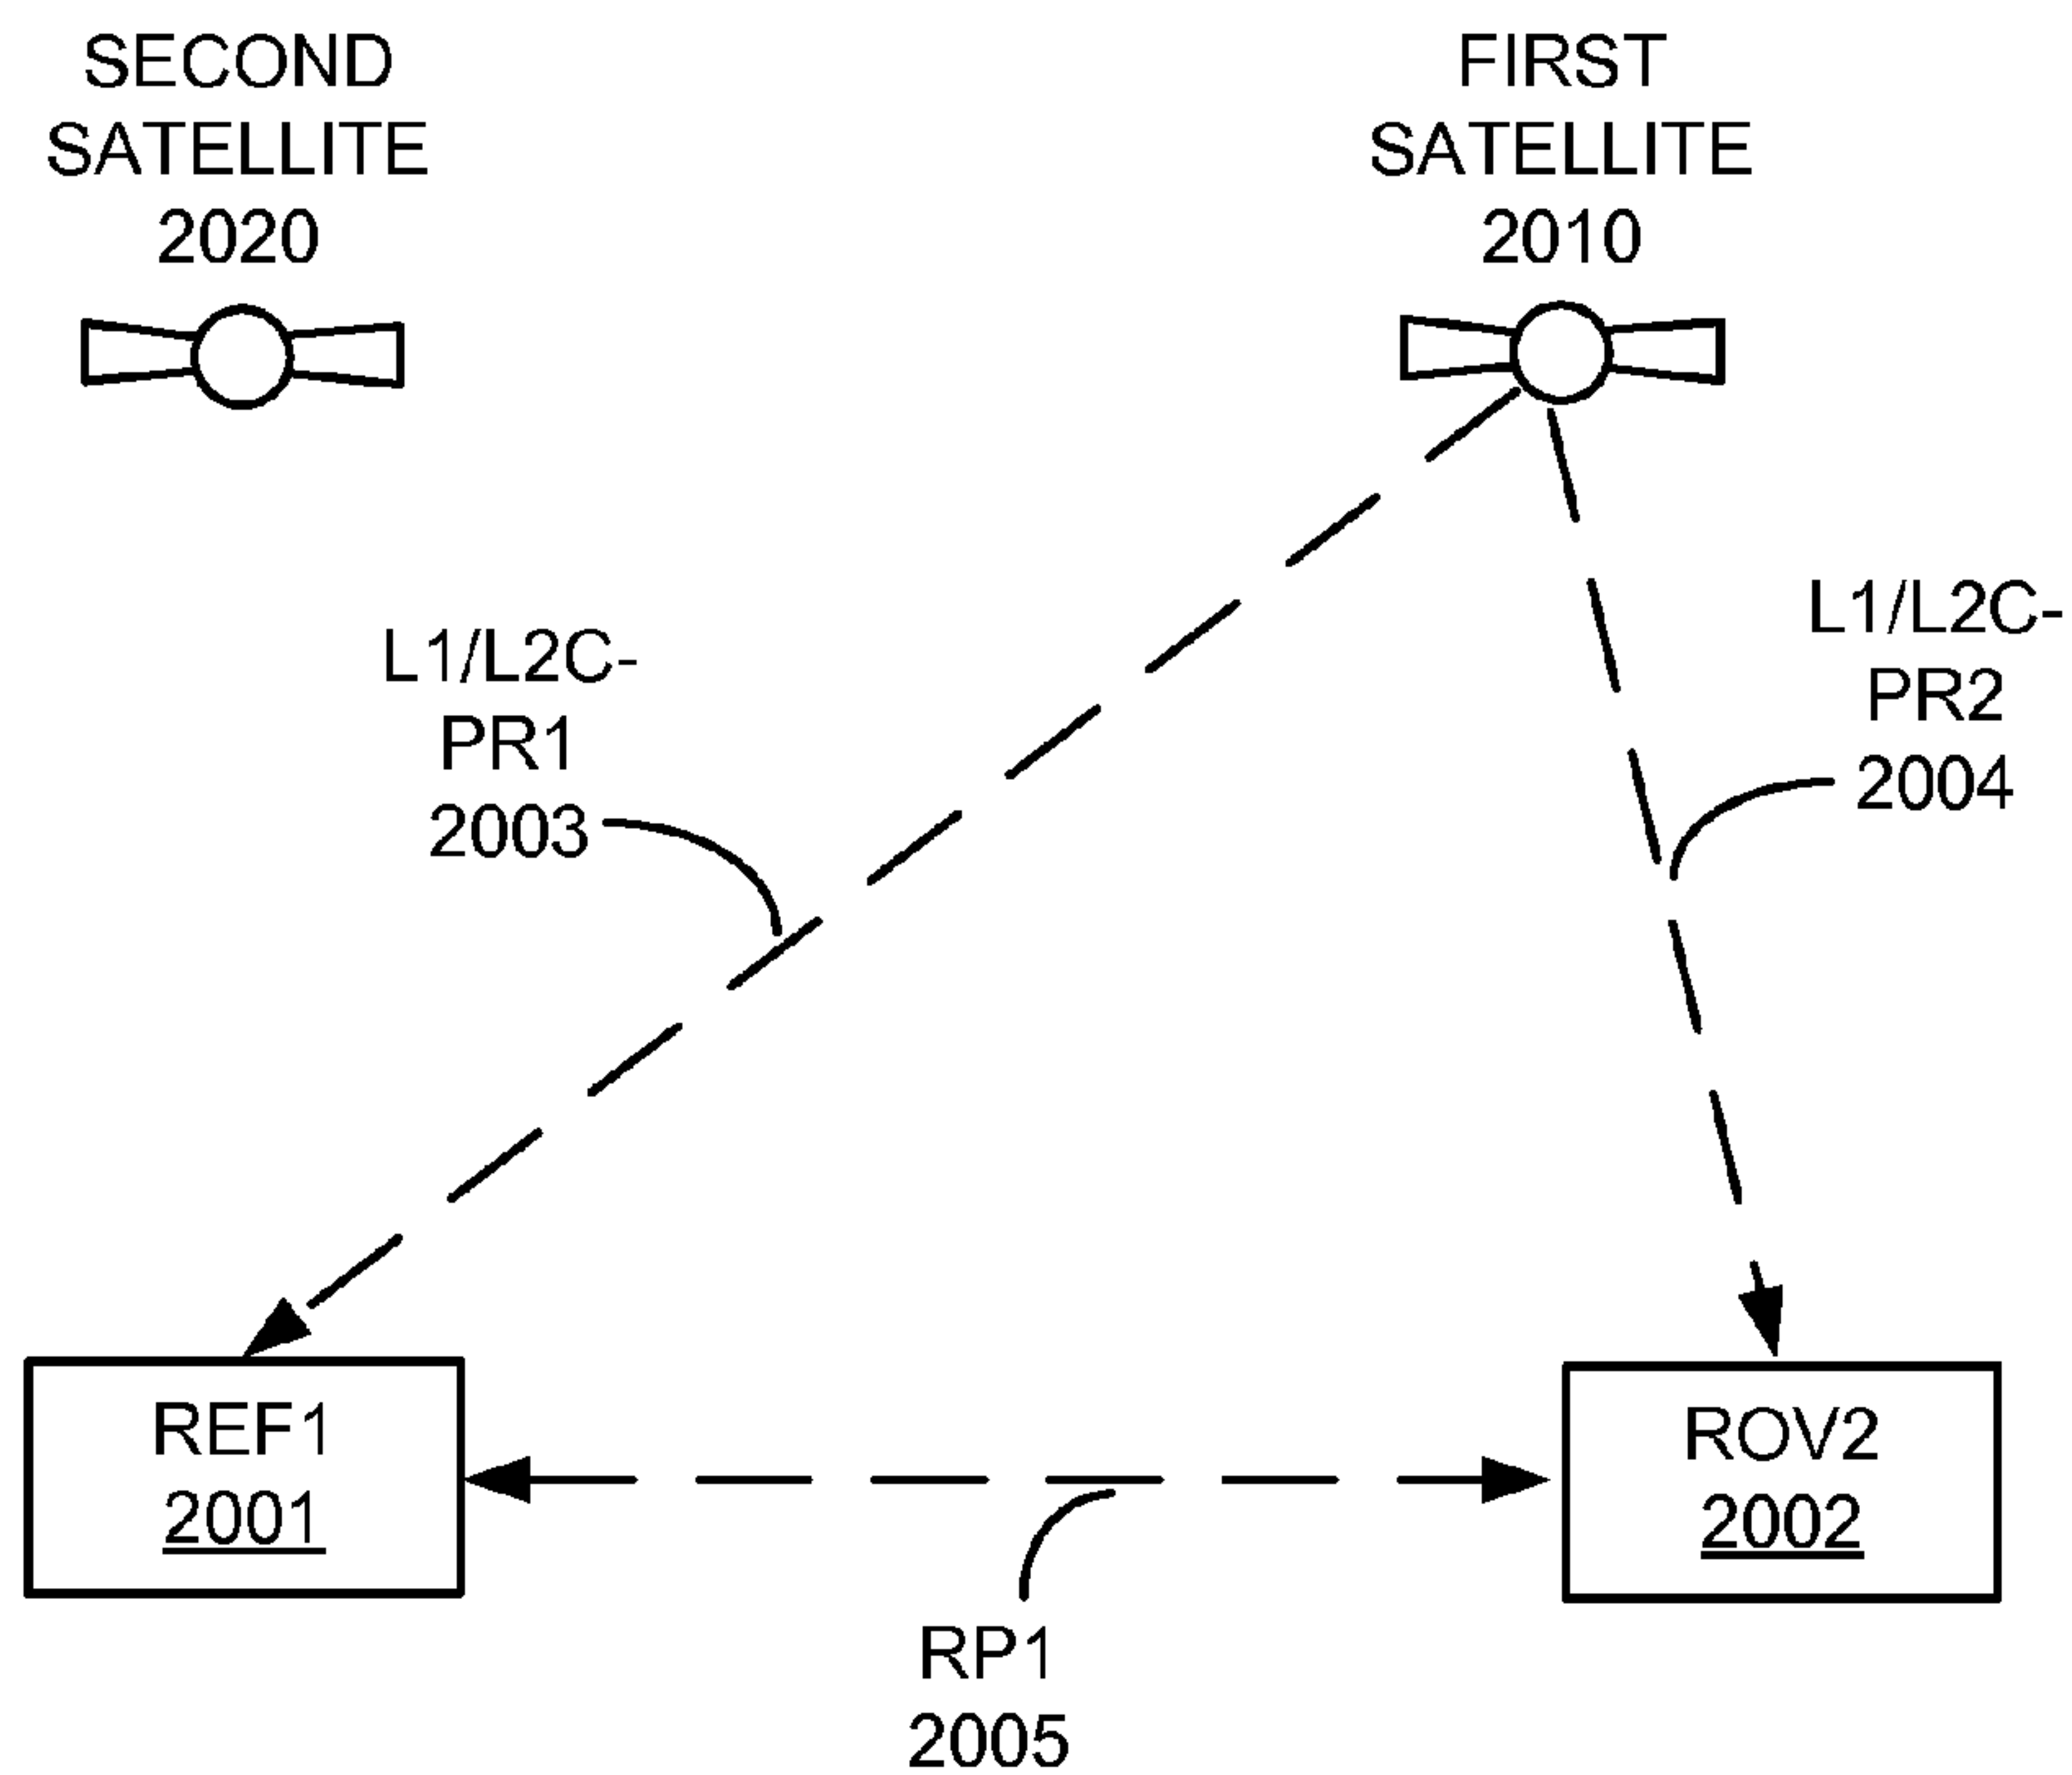 SECOND
SATELLITE
2020
FIRST
SATELLITE
2010
L1/L2C-
PR1
2003
L1/L2C-
PR2
2004
REF1
2001
ROV2
2002
RP1
2005